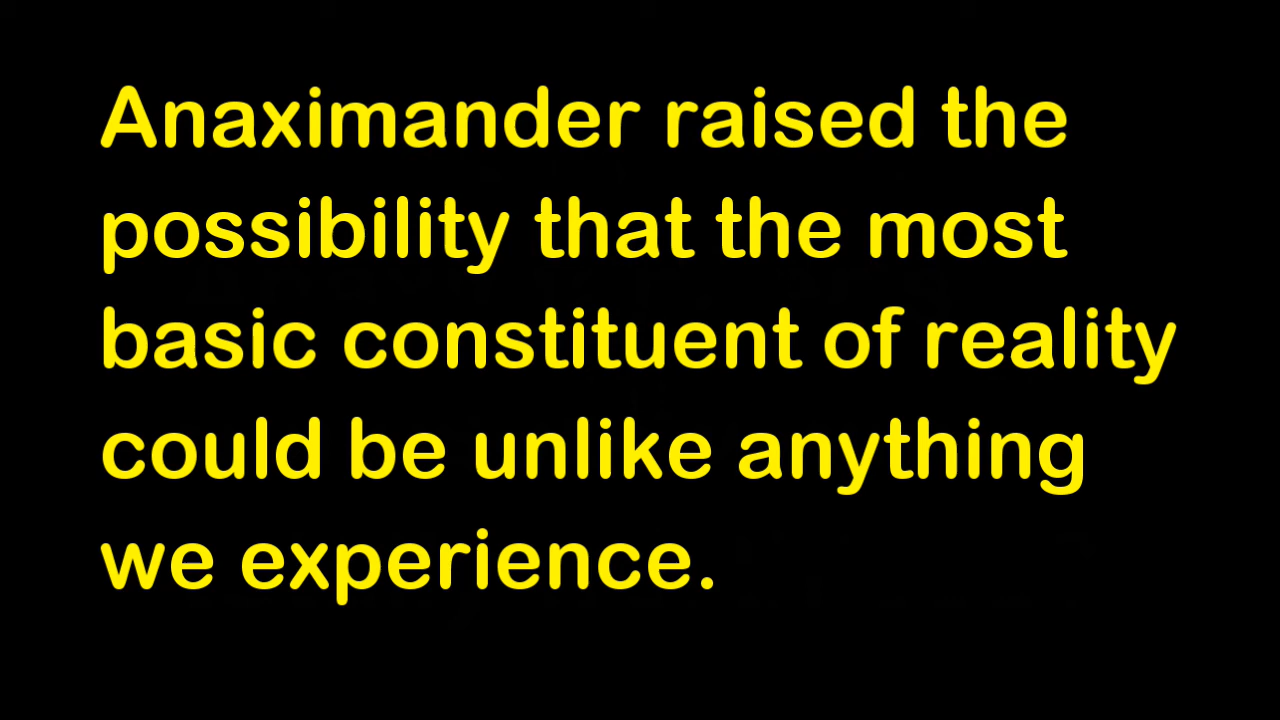 Anaximander raised the
possibility that the most
basic constituent of reality
could be unlike anything
we experience.